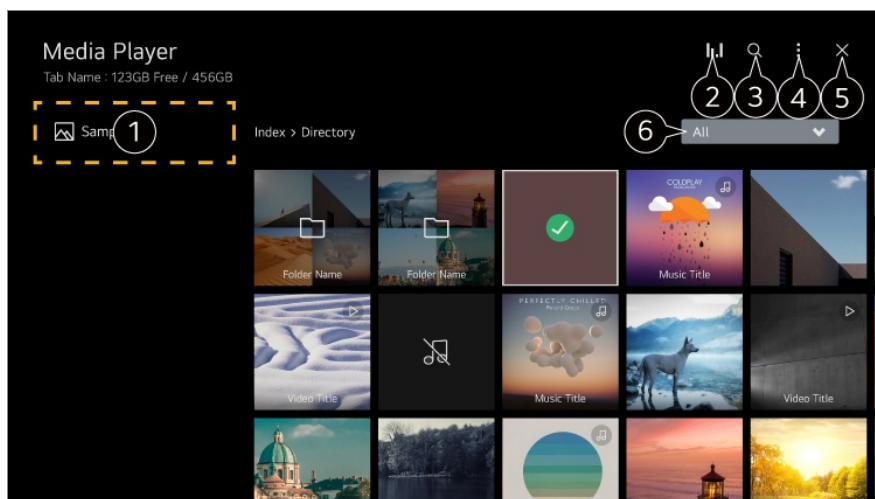 Media Player
Tab Name : 123GB Free / 456GB
2
3
4
5
1
Index > Directory
6
All
Folder Name
Folder Name
COLDPLAY
Music Title
Video Title
PERFECTLY CHILLED
Music Title
Video Title